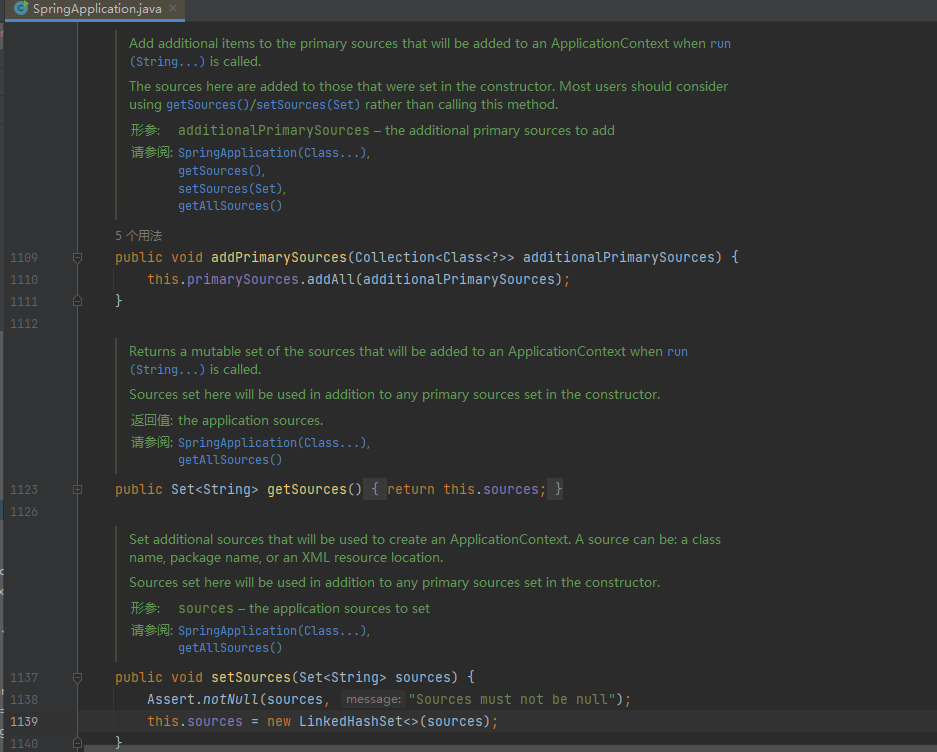 SpringApplication.java
Add additional items to the primary sources that will be added to an ApplicationContext when run
(String...) is called.
The sources here are added to those that were set in the constructor. Most users should consider
using getSources()/setSources(Set) rather than calling this method.
形参: additionalPrimarySources – the additional primary sources to add
请参阅: SpringApplication(Class...),
getSources(),
setSources(Set),
getAllSources()
5 个用法
1109 public void addPrimarySources(Collection<Class<?>> additionalPrimarySources) {
1110 this.primarySources.addAll(additionalPrimarySources);
1111 }
1112
Returns a mutable set of the sources that will be added to an ApplicationContext when run
(String...) is called.
Sources set here will be used in addition to any primary sources set in the constructor.
返回值: the application sources.
请参阅: SpringApplication(Class...),
getAllSources()
1123 public Set<String> getSources() { return this.sources; }
1126
Set additional sources that will be used to create an ApplicationContext. A source can be: a class
name, package name, or an XML resource location.
Sources set here will be used in addition to any primary sources set in the constructor.
形参: sources – the application sources to set
请参阅: SpringApplication(Class...),
getAllSources()
1137 public void setSources(Set<String> sources) {
1138 Assert.notNull(sources, message: "Sources must not be null");
1139 this.sources = new LinkedHashSet<>(sources);
1140 }